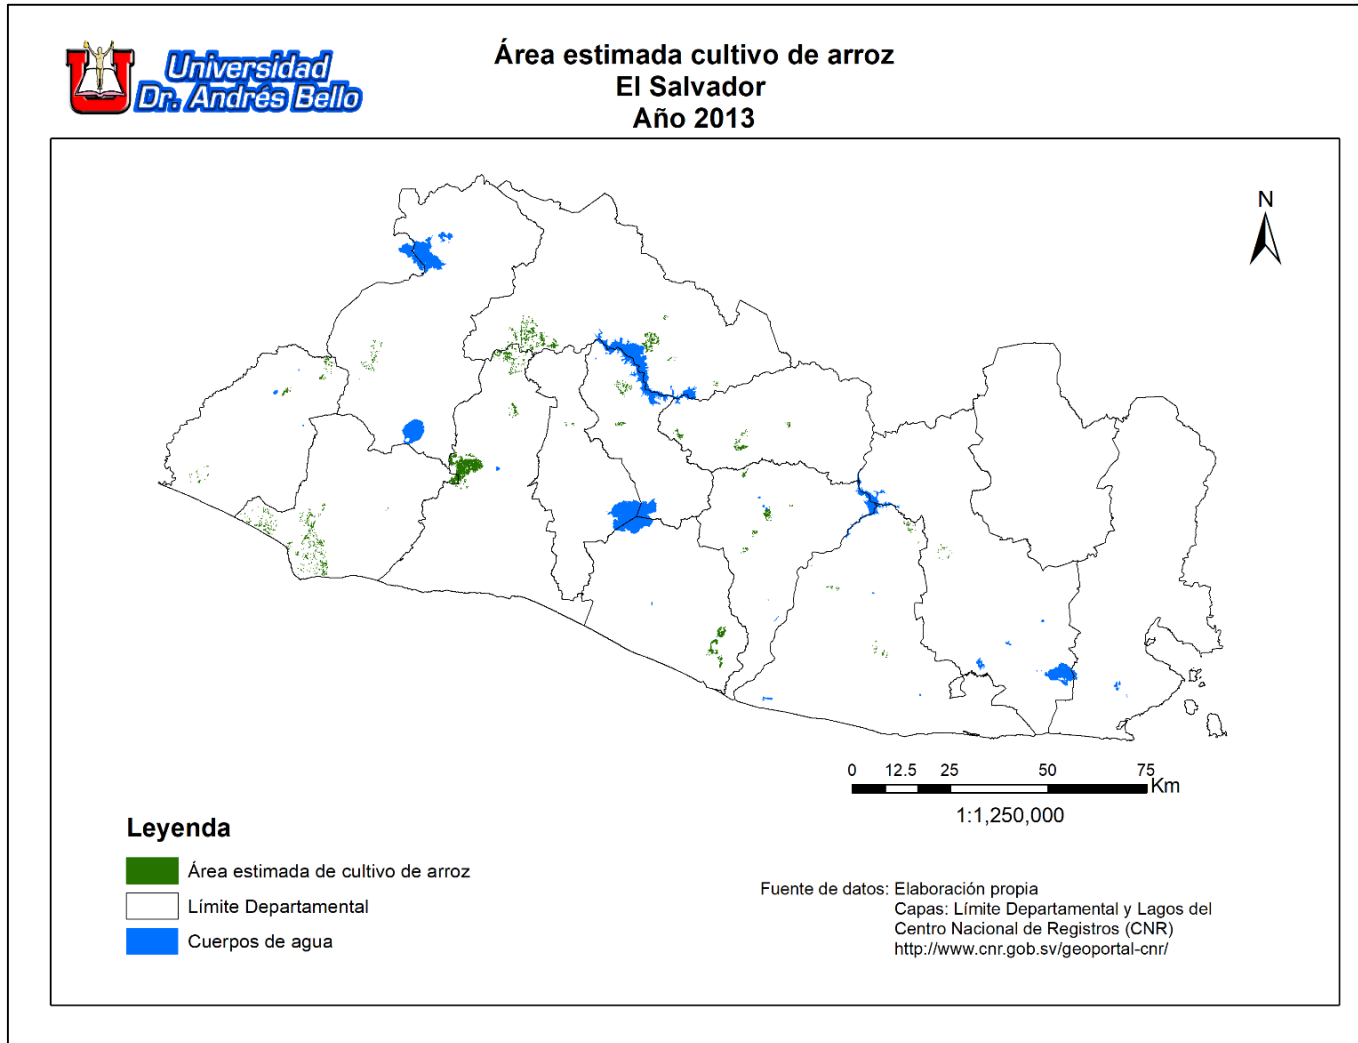 Universidad
Dr. Andrés Bello
Área estimada cultivo de arroz
El Salvador
Año 2013
N
0 12.5 25 50 75
Km
1:1,250,000
Leyenda
Área estimada de cultivo de arroz
Límite Departamental
Cuerpos de agua
Fuente de datos: Elaboración propia
Capas: Límite Departamental y Lagos del
Centro Nacional de Registros (CNR)
http://www.cnr.gob.sv/geoportal-cnr/